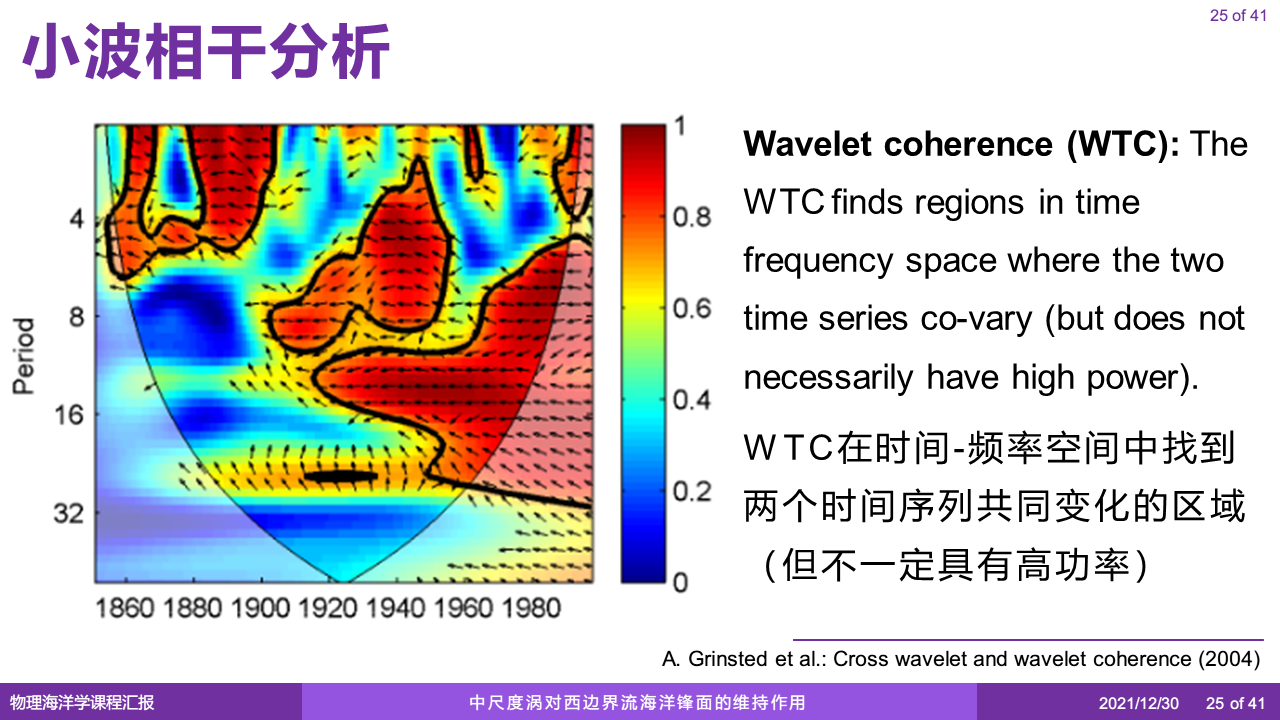 25 of 41
小波相干分析
Period
4
8
16
32
1860 1880 1900 1920 1940 1960 1980
1
0.8
0.6
0.4
0.2
0
Wavelet coherence (WTC): The
WTC finds regions in time
frequency space where the two
time series co-vary (but does not
necessarily have high power).
WTC在时间-频率空间中找到
两个时间序列共同变化的区域
（但不一定具有高功率）
A. Grinsted et al.: Cross wavelet and wavelet coherence (2004)
物理海洋学课程汇报
中尺度涡对西边界流海洋锋面的维持作用
2021/12/30 25 of 41